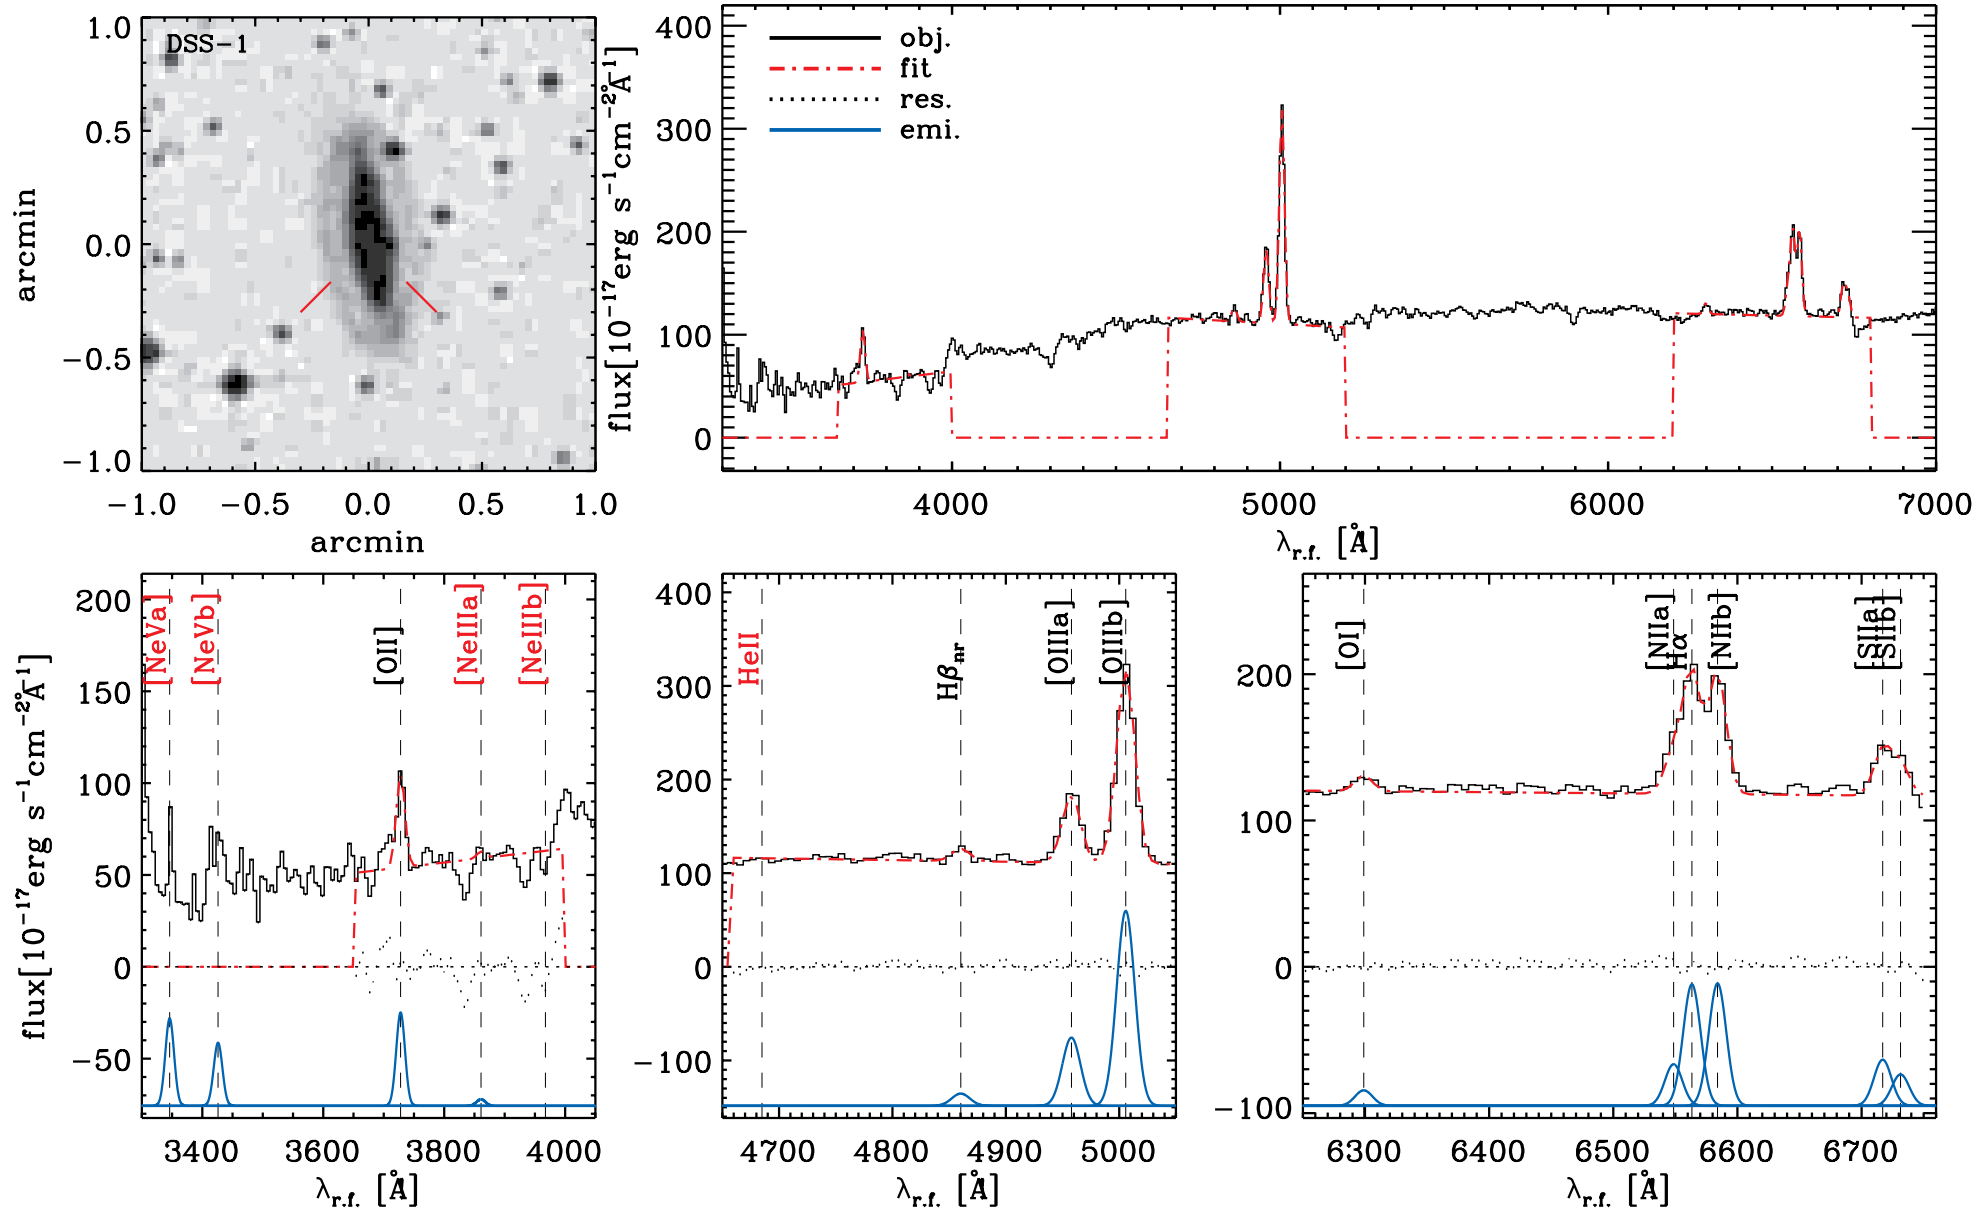 DSS-1
1.0
0.5
0.0
-0.5
-1.0
arcmin
-1.0 -0.5 0.0 0.5 1.0
arcmin
obj.
fit
res.
emi.
400
300
200
100
0
flux[10⁻¹⁷erg s⁻¹cm⁻²Å⁻¹]
4000 5000 6000 7000
λr.f. [Å]
[NeVa]
[NeVb]
[OII]
[NeIIIa]
[NeIIIb]
200
150
100
50
0
-50
flux[10⁻¹⁷erg s⁻¹cm⁻²Å⁻¹]
3400 3600 3800 4000
λr.f. [Å]
HeII
Hβnr
[OIIIa]
[OIIIb]
400
300
200
100
0
-100
4700 4800 4900 5000
λr.f. [Å]
[OI]
[NIIa]
Hα
[NIIb]
[SIIa]
[SIIb]
200
100
0
-100
6300 6400 6500 6600 6700
λr.f. [Å]